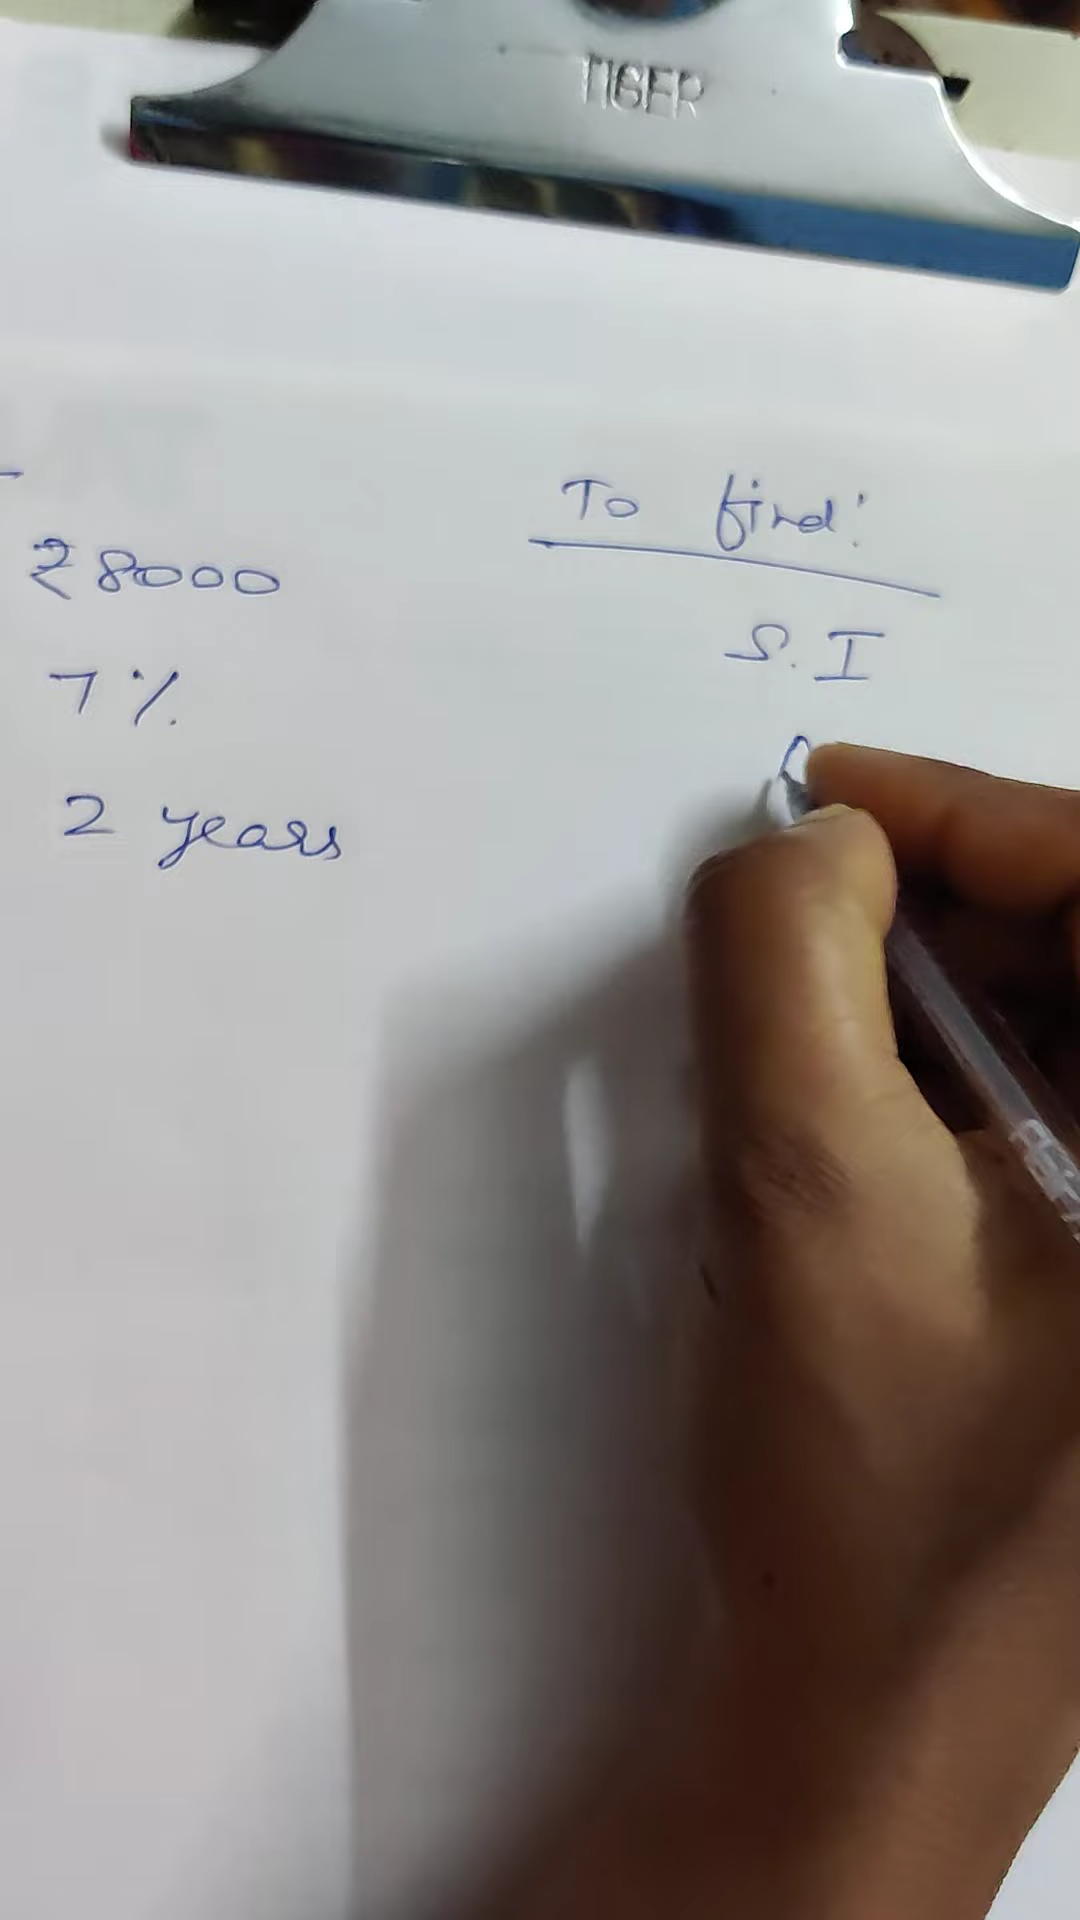 TIGER
To find:
₹8000
S. I
7%
2 years